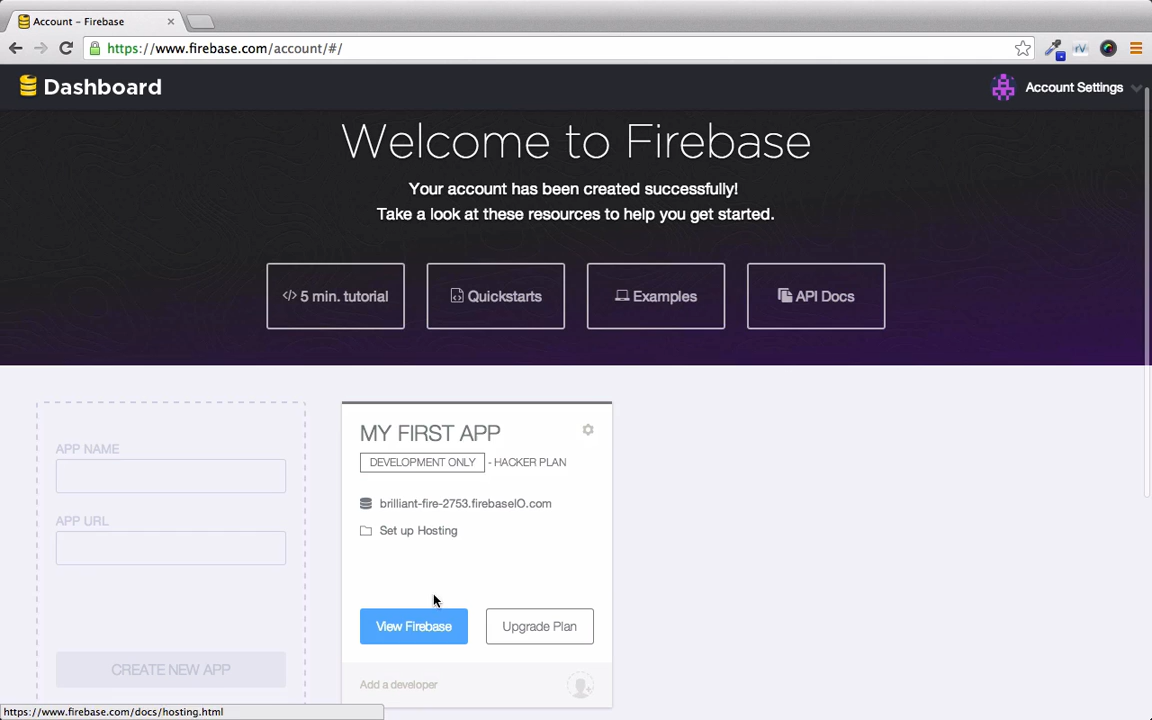 Account – Firebase
https://www.firebase.com/account/#/
Dashboard
Account Settings
Welcome to Firebase
Your account has been created successfully!
Take a look at these resources to help you get started.
</> 5 min. tutorial
Quickstarts
Examples
API Docs
APP NAME
APP URL
CREATE NEW APP
MY FIRST APP
DEVELOPMENT ONLY - HACKER PLAN
brilliant-fire-2753.firebaseIO.com
Set up Hosting
View Firebase
Upgrade Plan
Add a developer
https://www.firebase.com/docs/hosting.html